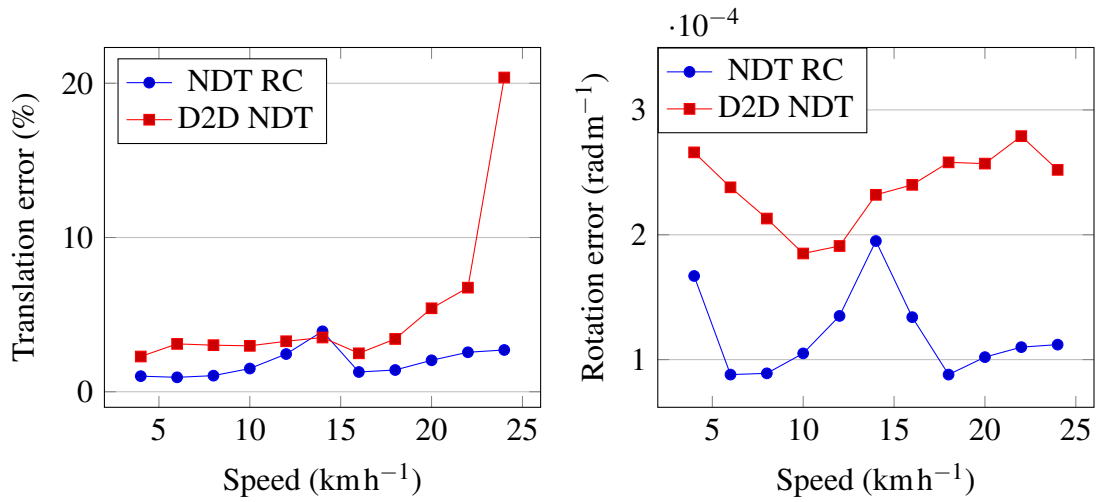 NDT RC
D2D NDT
Translation error (%)
20
10
0
5
10
15
20
25
Speed (km h⁻¹)
·10⁻⁴
NDT RC
D2D NDT
Rotation error (rad m⁻¹)
3
2
1
5
10
15
20
25
Speed (km h⁻¹)